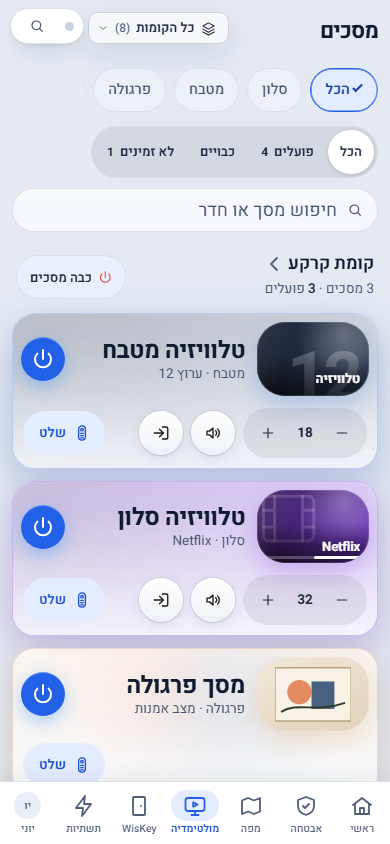 מסכים
כל הקומות (8)
הכל
סלון
מטבח
פרגולה
הכל
פועלים 4
כבויים
לא זמינים 1
חיפוש מסך או חדר
קומת קרקע
3 מסכים · 3 פועלים
כבה מסכים
12
טלוויזיה
טלוויזיה מטבח
מטבח · ערוץ 12
18
שלט
Netflix
טלוויזיה סלון
סלון · Netflix
32
שלט
מסך פרגולה
פרגולה · מצב אמנות
שלט
ראשי
אבטחה
מפה
מולטימדיה
WisKey
תשתיות
יו
יוני